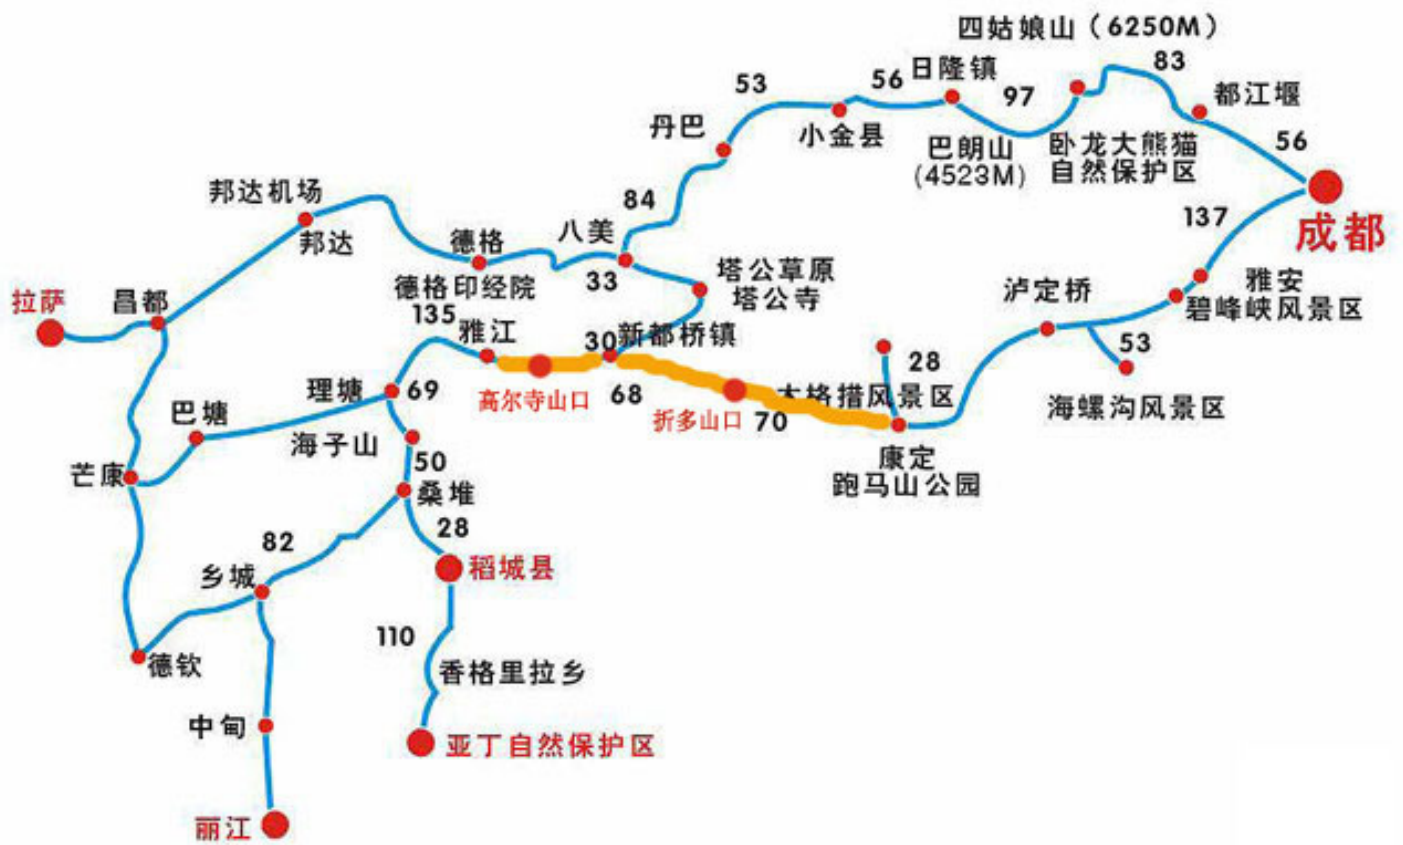 四姑娘山（6250M）
83
53
56
日隆镇
97
都江堰
丹巴
小金县
巴朗山
(4523M)
卧龙大熊猫
自然保护区
56
邦达机场
84
137
成都
邦达
德格
八美
塔公草原
塔公寺
33
德格印经院
泸定桥
雅安
碧峰峡风景区
拉萨
昌都
135
雅江
30
新都桥镇
28
53
理塘
69
高尔寺山口
68
木格措风景区
折多山口
70
海螺沟风景区
巴塘
海子山
康定
跑马山公园
芒康
50
桑堆
28
82
稻城县
乡城
110
德钦
香格里拉乡
中甸
亚丁自然保护区
丽江